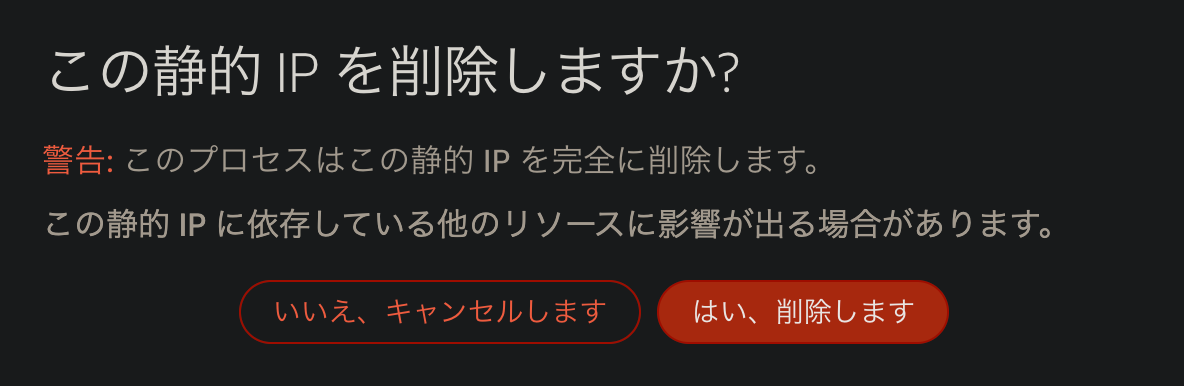 この静的 IP を削除しますか?
警告: このプロセスはこの静的 IP を完全に削除します。
この静的 IP に依存している他のリソースに影響が出る場合があります。
いいえ、キャンセルします
はい、削除します